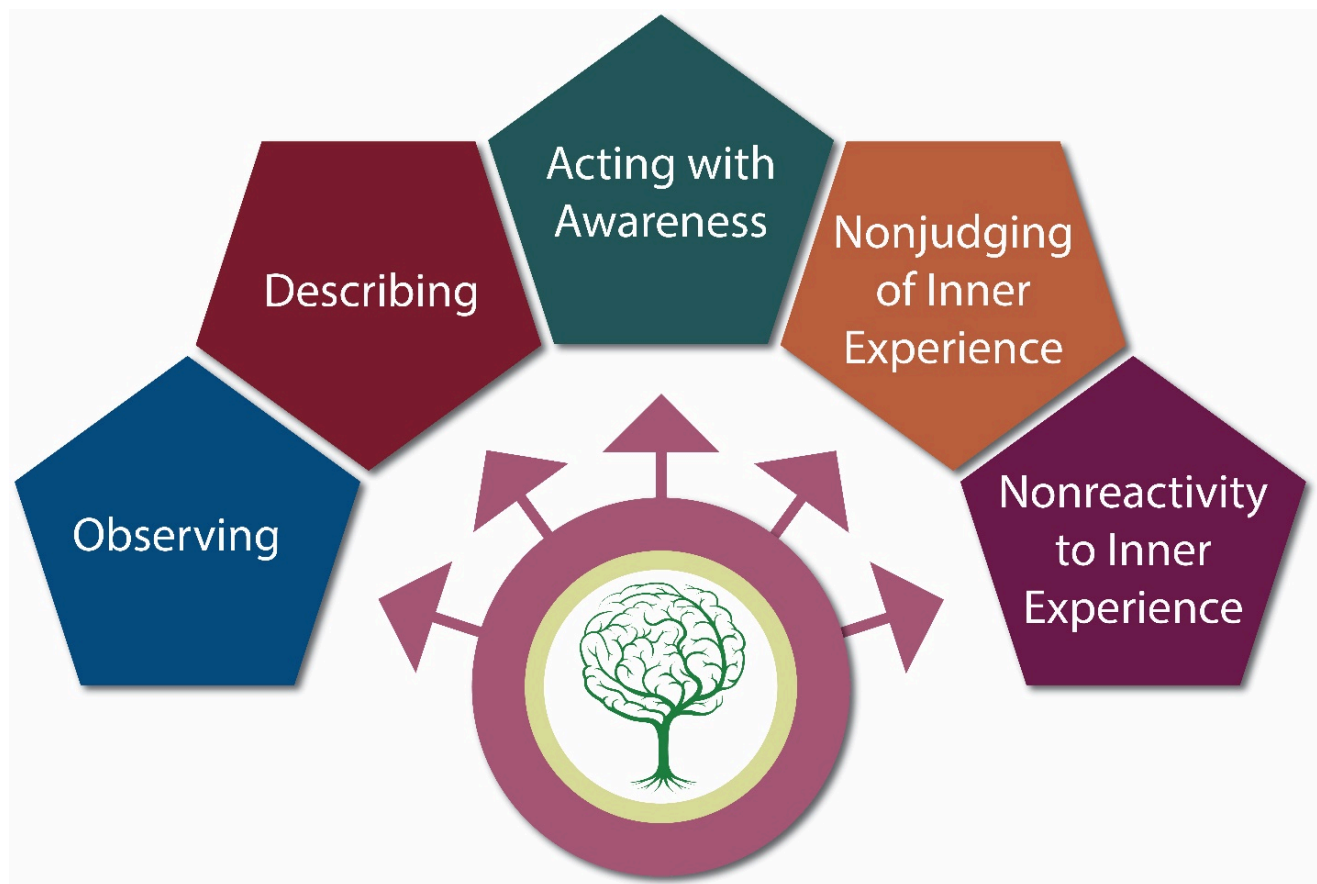 Observing
Describing
Acting with
Awareness
Nonjudging
of Inner
Experience
Nonreactivity
to Inner
Experience